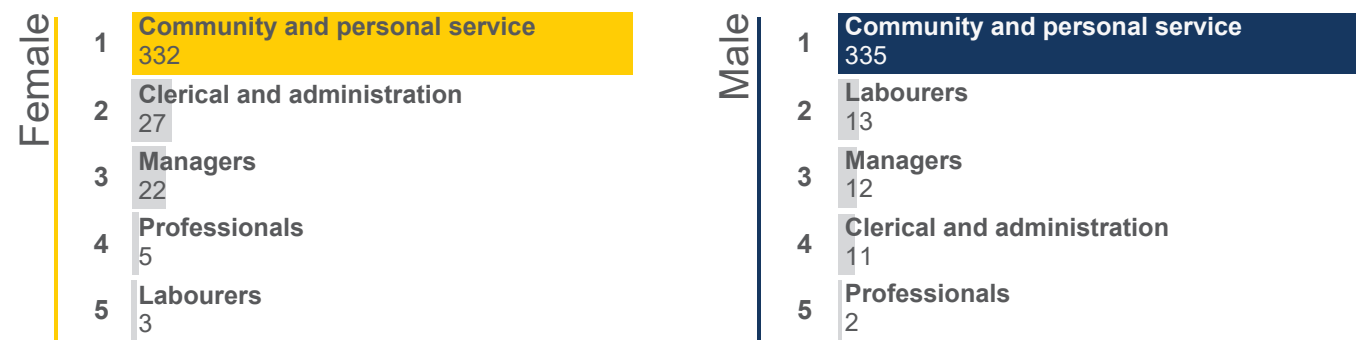 Female
1
Community and personal service
332
2
Clerical and administration
27
3
Managers
22
4
Professionals
5
5
Labourers
3
Male
1
Community and personal service
335
2
Labourers
13
3
Managers
12
4
Clerical and administration
11
5
Professionals
2